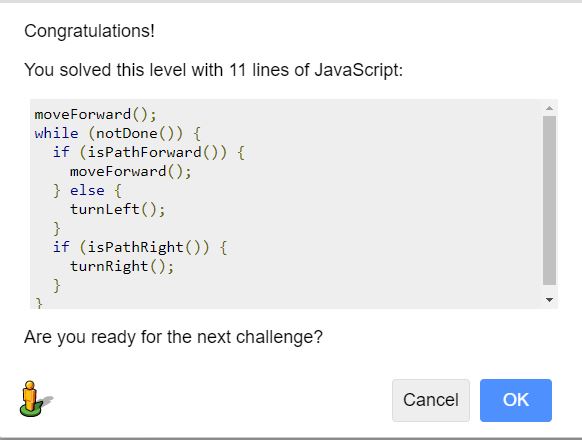 Congratulations!
You solved this level with 11 lines of JavaScript:
moveForward();
while (notDone()) {
  if (isPathForward()) {
    moveForward();
  } else {
    turnLeft();
  }
  if (isPathRight()) {
    turnRight();
  }
}
Are you ready for the next challenge?
Cancel
OK